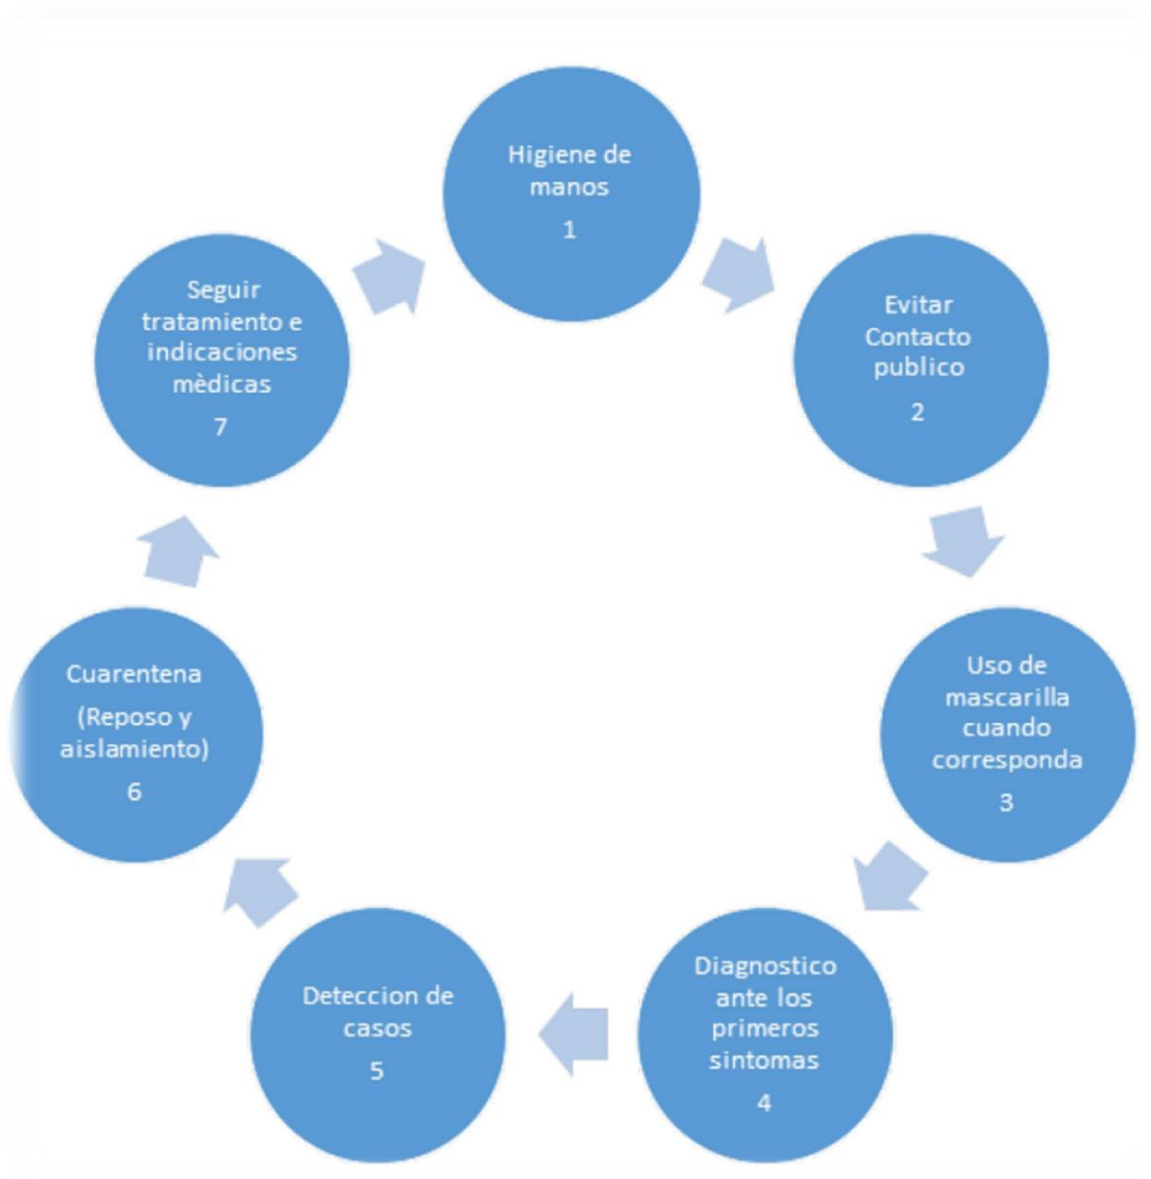 Higiene de
manos
1
Evitar
Contacto
publico
2
Uso de
mascarilla
cuando
corresponda
3
Diagnostico
ante los
primeros
sintomas
4
Deteccion de
casos
5
Cuarentena
(Reposo y
aislamiento)
6
Seguir
tratamiento e
indicaciones
mèdicas
7